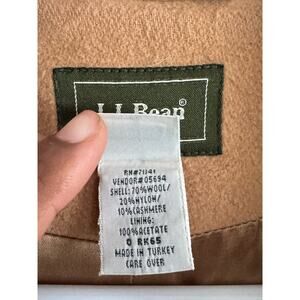 L.L.Bean®
RN#71341
VENDOR#05694
SHELL: 70%WOOL/
20%NYLON/
10%CASHMERE
LINING:
100%ACETATE
0 RK65
MADE IN TURKEY
CARE OVER